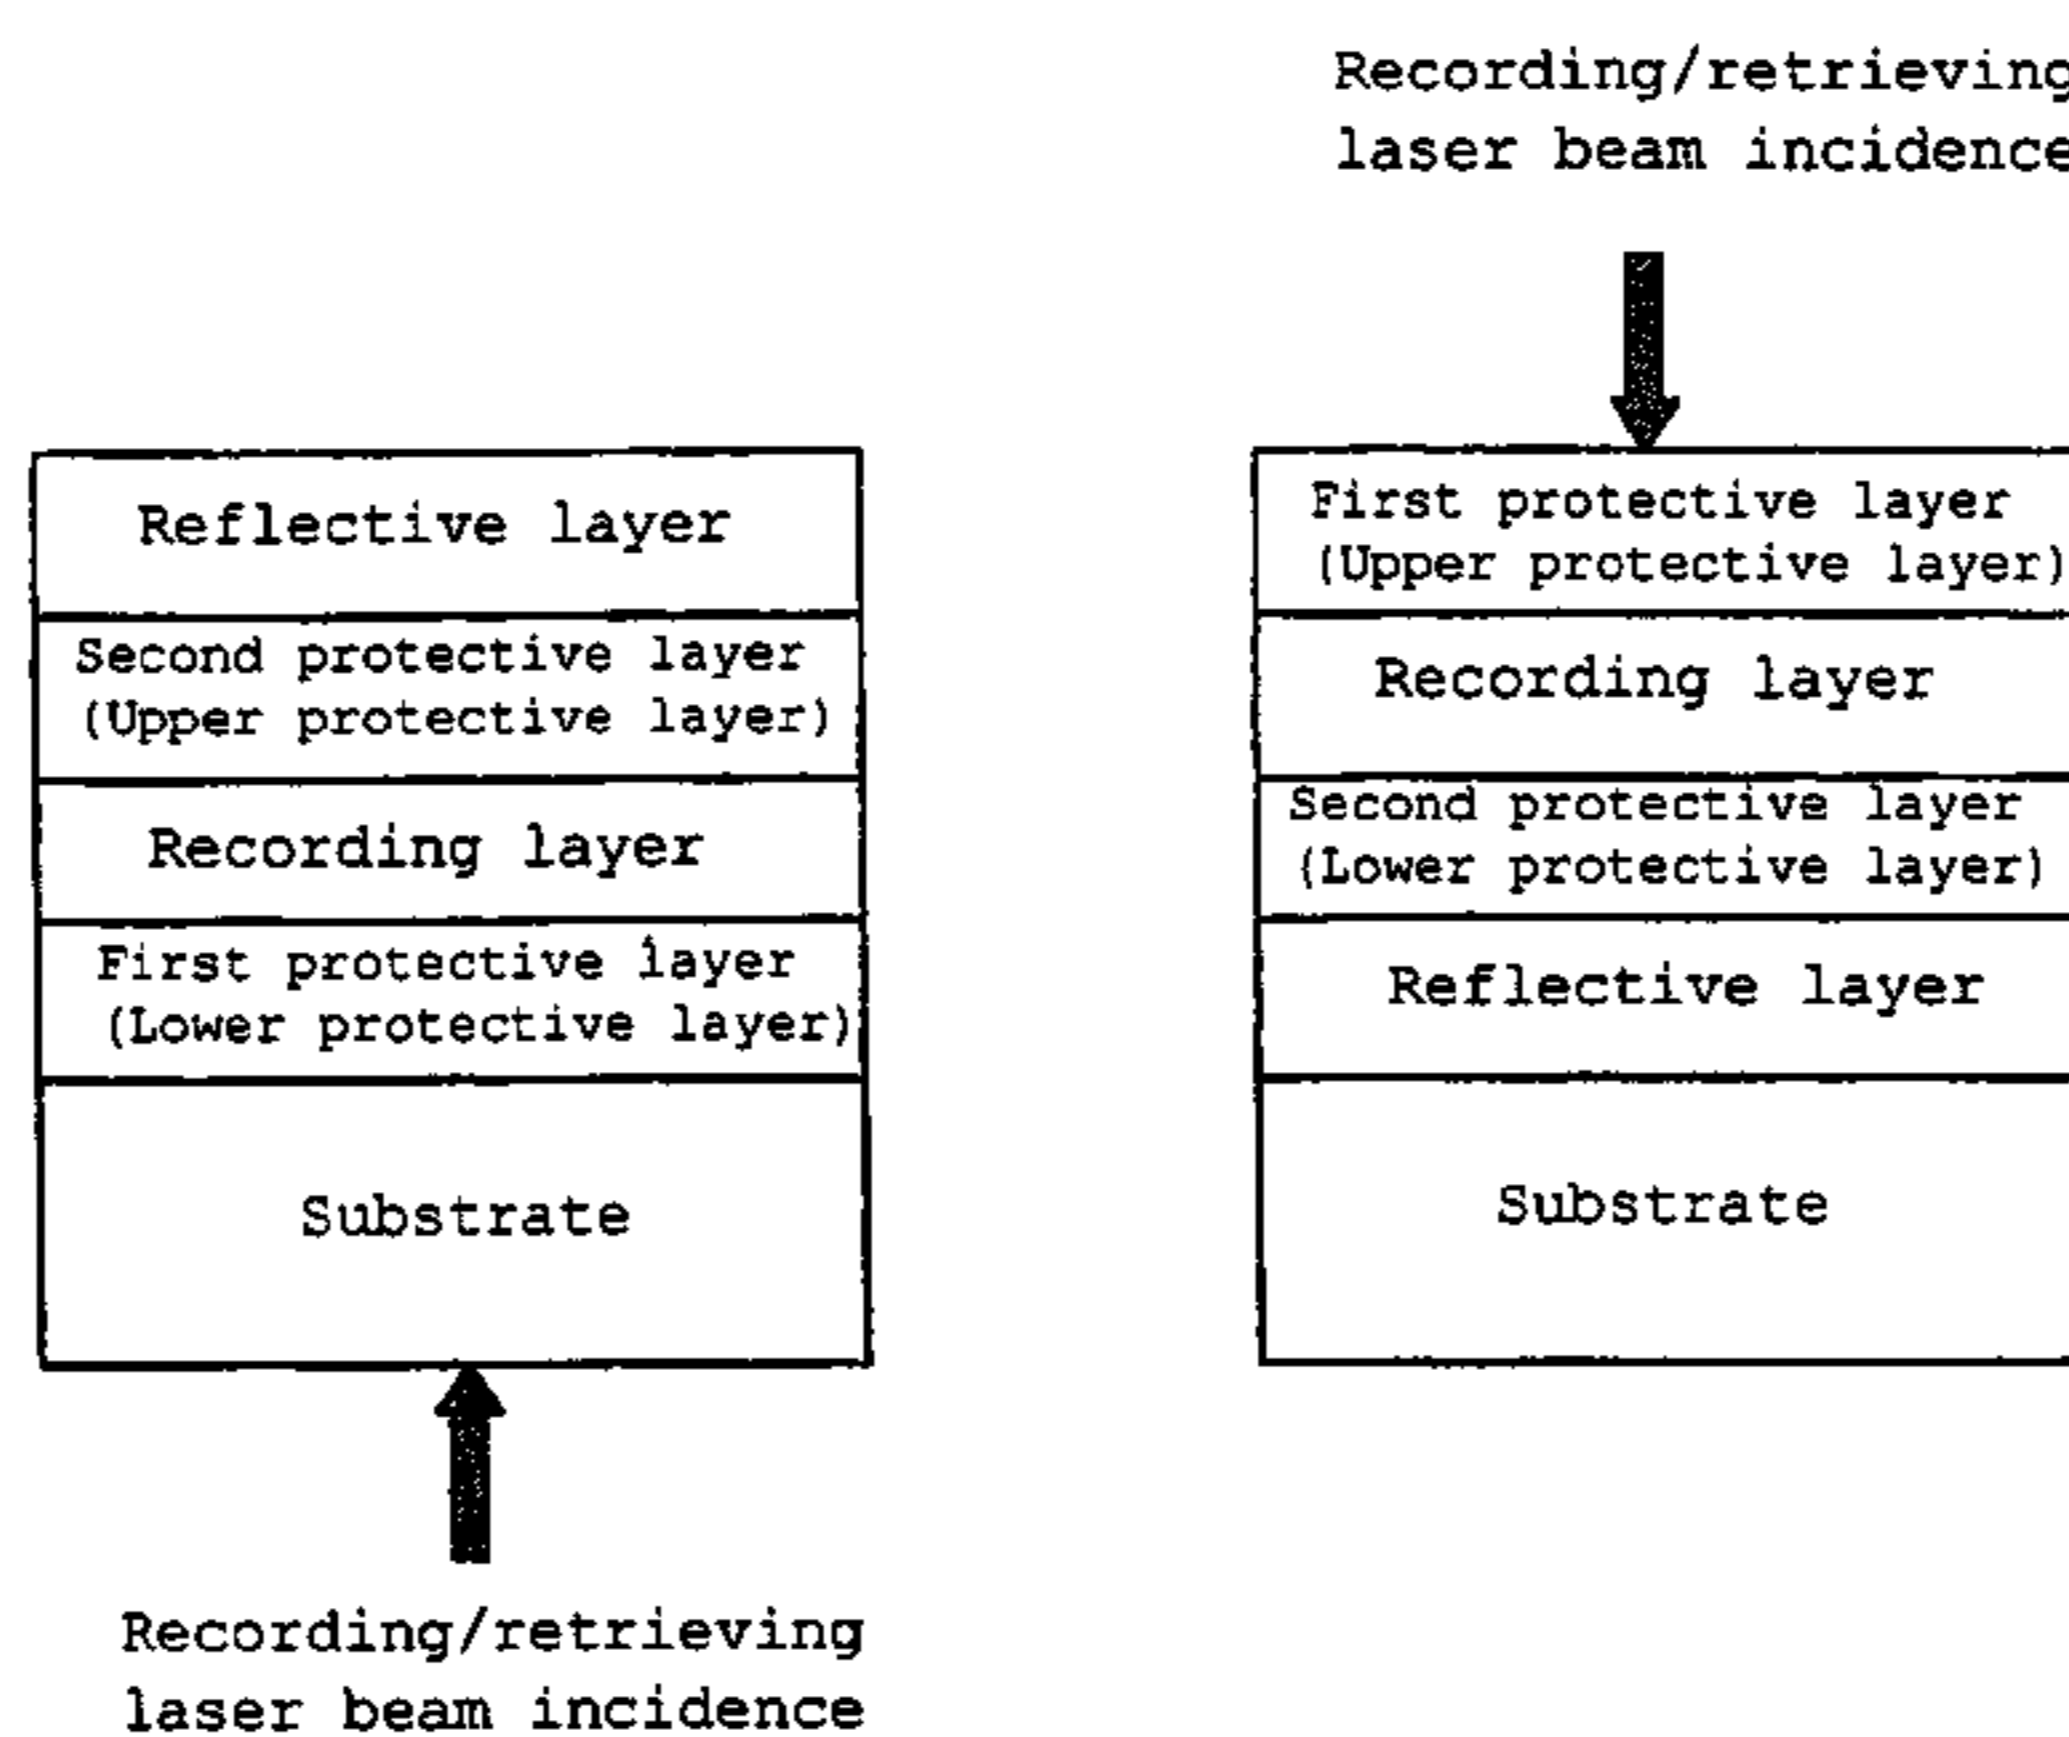 Reflective layer
Second protective layer
(Upper protective layer)
Recording layer
First protective layer
(Lower protective layer)
Substrate
Recording/retrieving
laser beam incidence
Recording/retrieving
laser beam incidence
First protective layer
(Upper protective layer)
Recording layer
Second protective layer
(Lower protective layer)
Reflective layer
Substrate